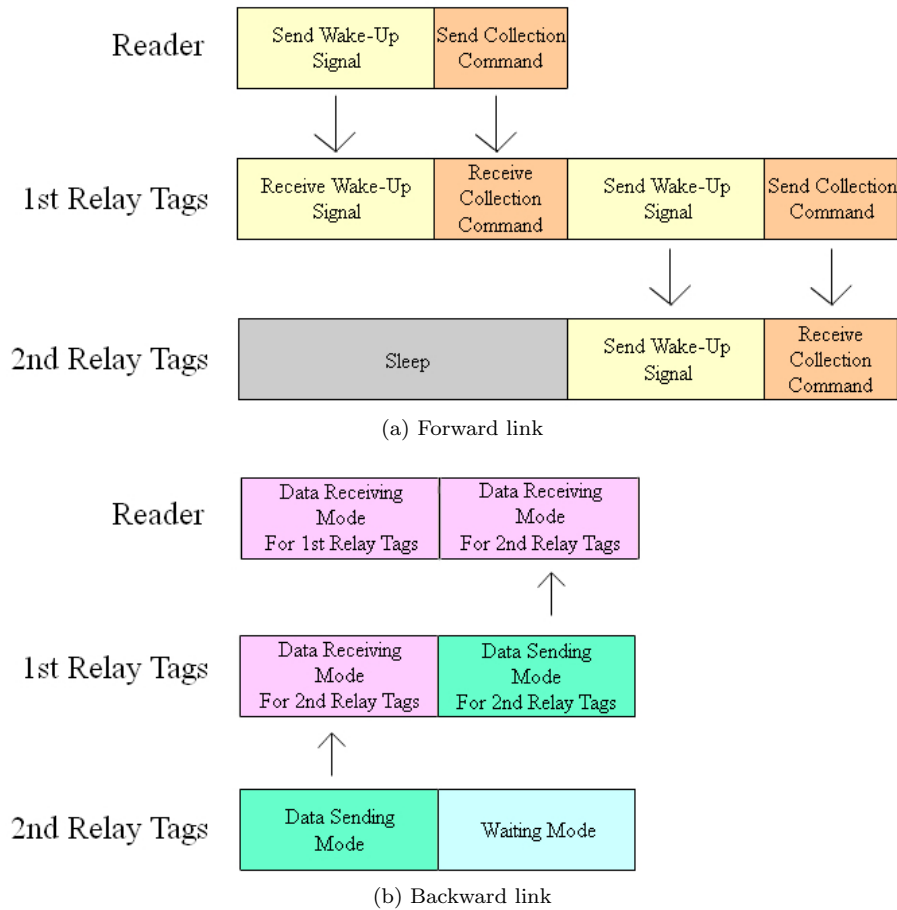 Reader
Send Wake-Up
Signal
Send Collection
Command
1st Relay Tags
Receive Wake-Up
Signal
Receive
Collection
Command
Send Wake-Up
Signal
Send Collection
Command
2nd Relay Tags
Sleep
Send Wake-Up
Signal
Receive
Collection
Command
(a) Forward link
Reader
Data Receiving
Mode
For 1st Relay Tags
Data Receiving
Mode
For 2nd Relay Tags
1st Relay Tags
Data Receiving
Mode
For 2nd Relay Tags
Data Sending
Mode
For 2nd Relay Tags
2nd Relay Tags
Data Sending
Mode
Waiting Mode
(b) Backward link